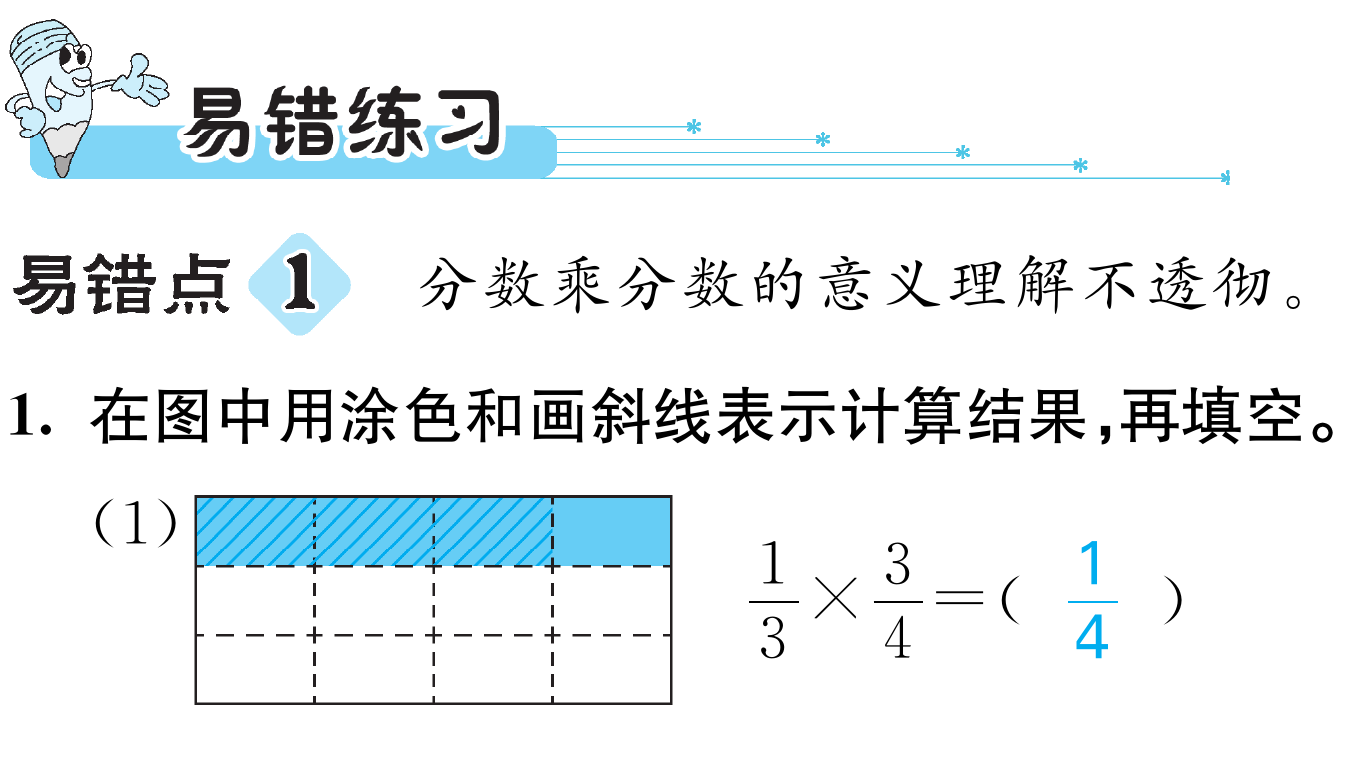 易错练习
易错点 1 分数乘分数的意义理解不透彻。
1. 在图中用涂色和画斜线表示计算结果,再填空。
(1) 1/3 × 3/4 = ( 1/4 )